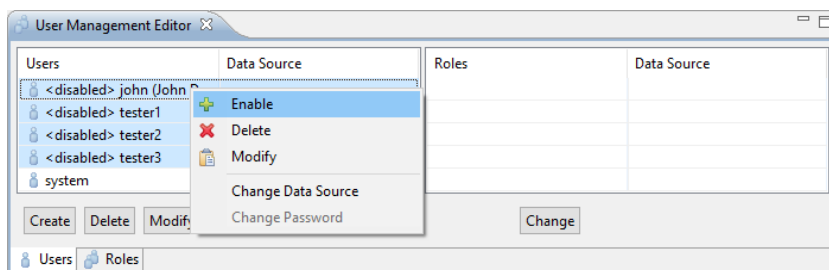 User Management Editor
Users Data Source Roles Data Source
<disabled> john (John
<disabled> tester1
<disabled> tester2
<disabled> tester3
system
Enable
Delete
Modify
Change Data Source
Change Password
Create Delete Modify Change
Users Roles